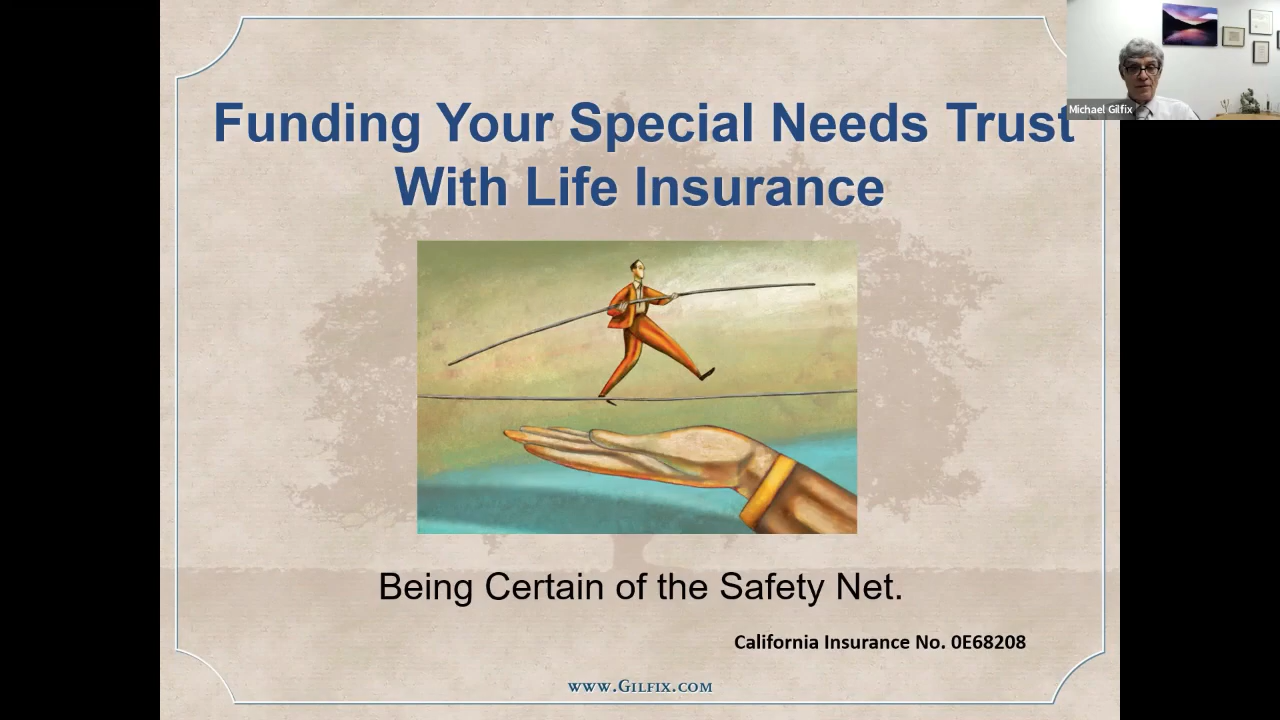 Funding Your Special Needs Trust
With Life Insurance
Michael Gilfix
Being Certain of the Safety Net.
California Insurance No. 0E68208
www.Gilfix.com